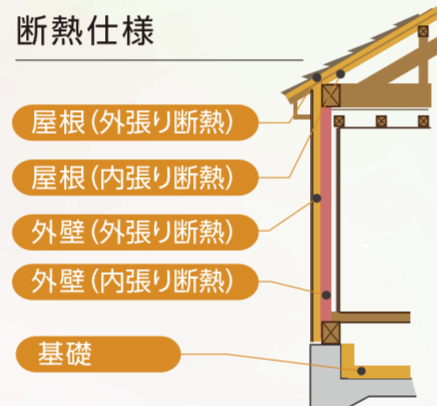 断熱仕様
屋根（外張り断熱）
屋根（内張り断熱）
外壁（外張り断熱）
外壁（内張り断熱）
基礎